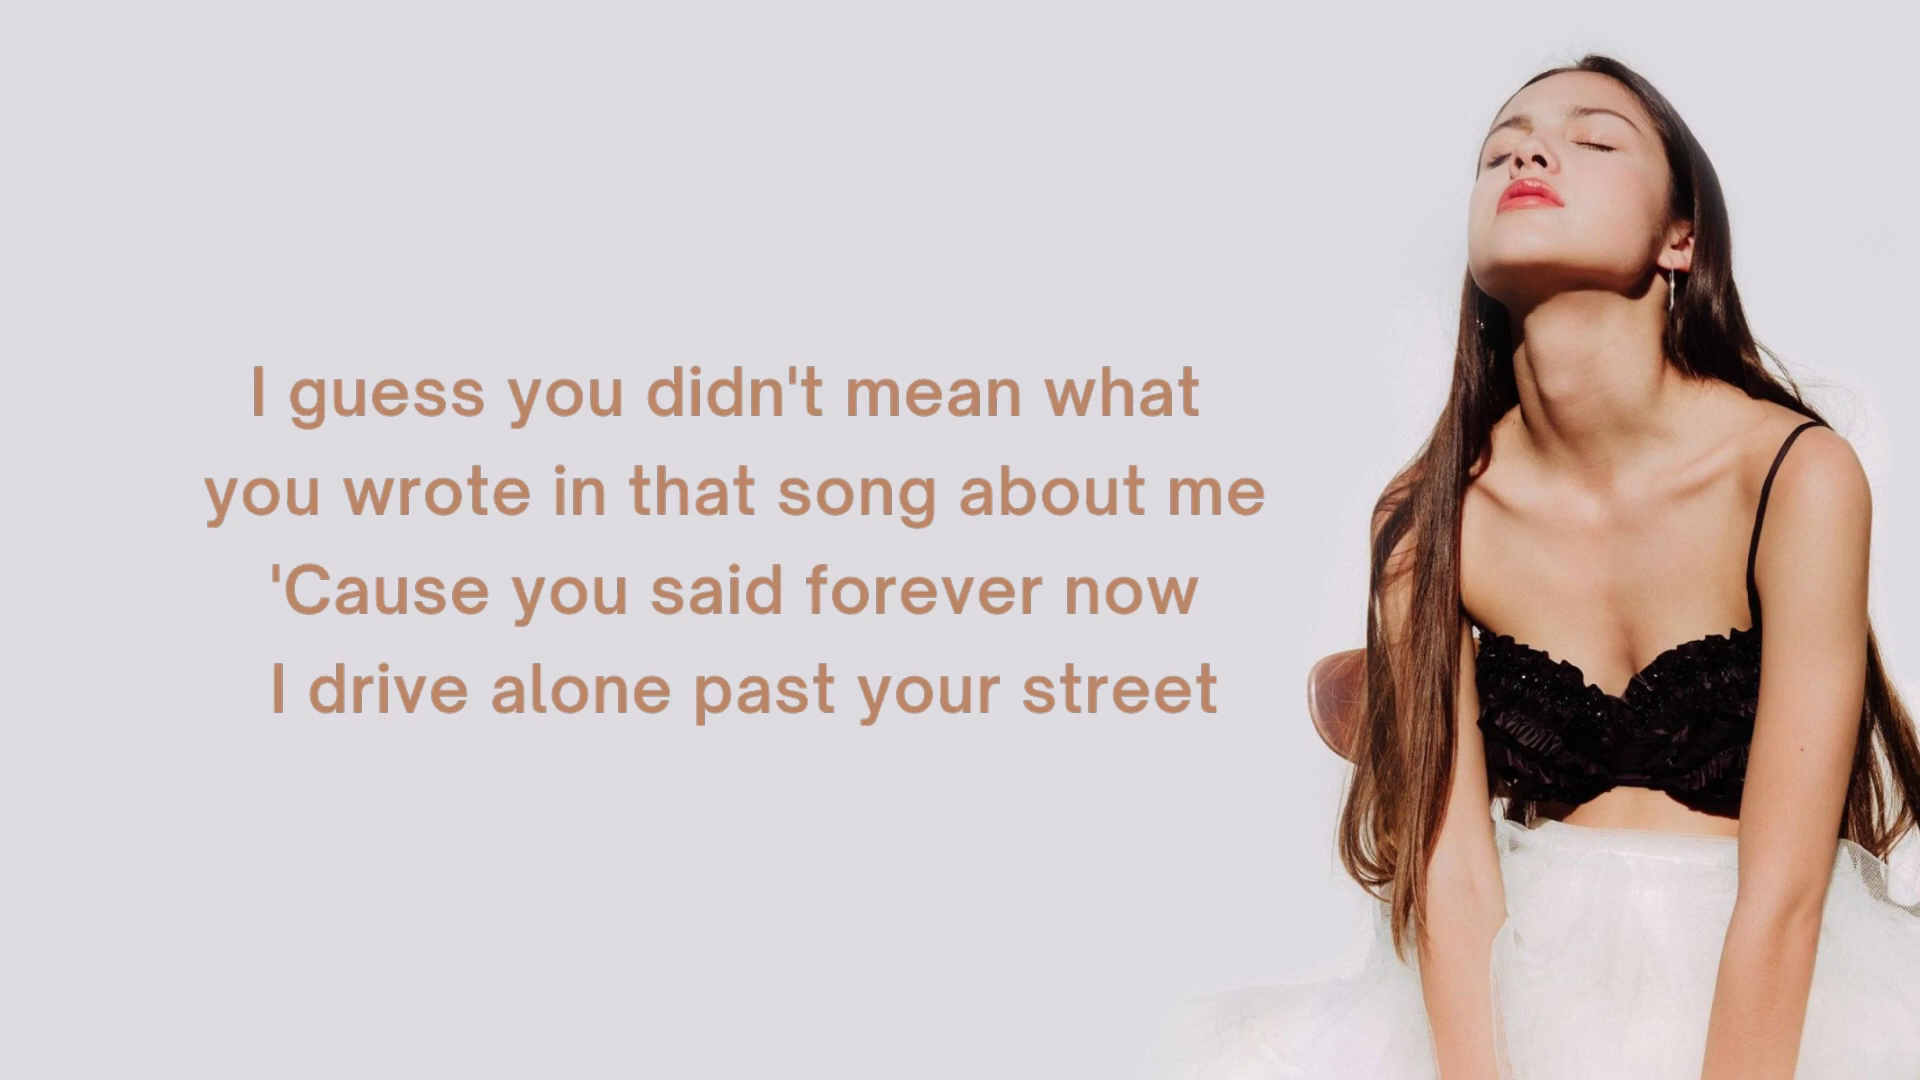 I guess you didn't mean what
you wrote in that song about me
'Cause you said forever now
I drive alone past your street